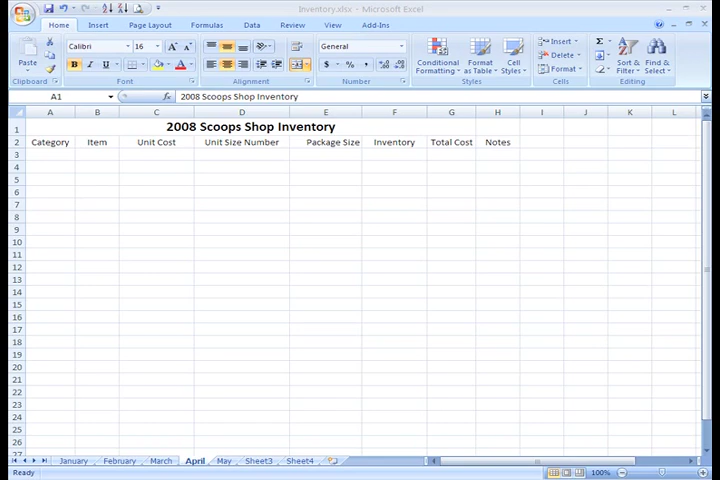 Inventory.xlsx - Microsoft Excel
Home Insert Page Layout Formulas Data Review View Add-Ins
Paste
Calibri 16 General
Conditional Formatting Format as Table Cell Styles
Insert Delete Format
Sort & Filter Find & Select
Clipboard Font Alignment Number Styles Cells Editing
A1 fx 2008 Scoops Shop Inventory
A B C D E F G H I J K L
1 2008 Scoops Shop Inventory
2 Category Item Unit Cost Unit Size Number Package Size Inventory Total Cost Notes
3
4
5
6
7
8
9
10
11
12
13
14
15
16
17
18
19
20
21
22
23
24
25
26
27
January February March April May Sheet3 Sheet4
Ready 100%